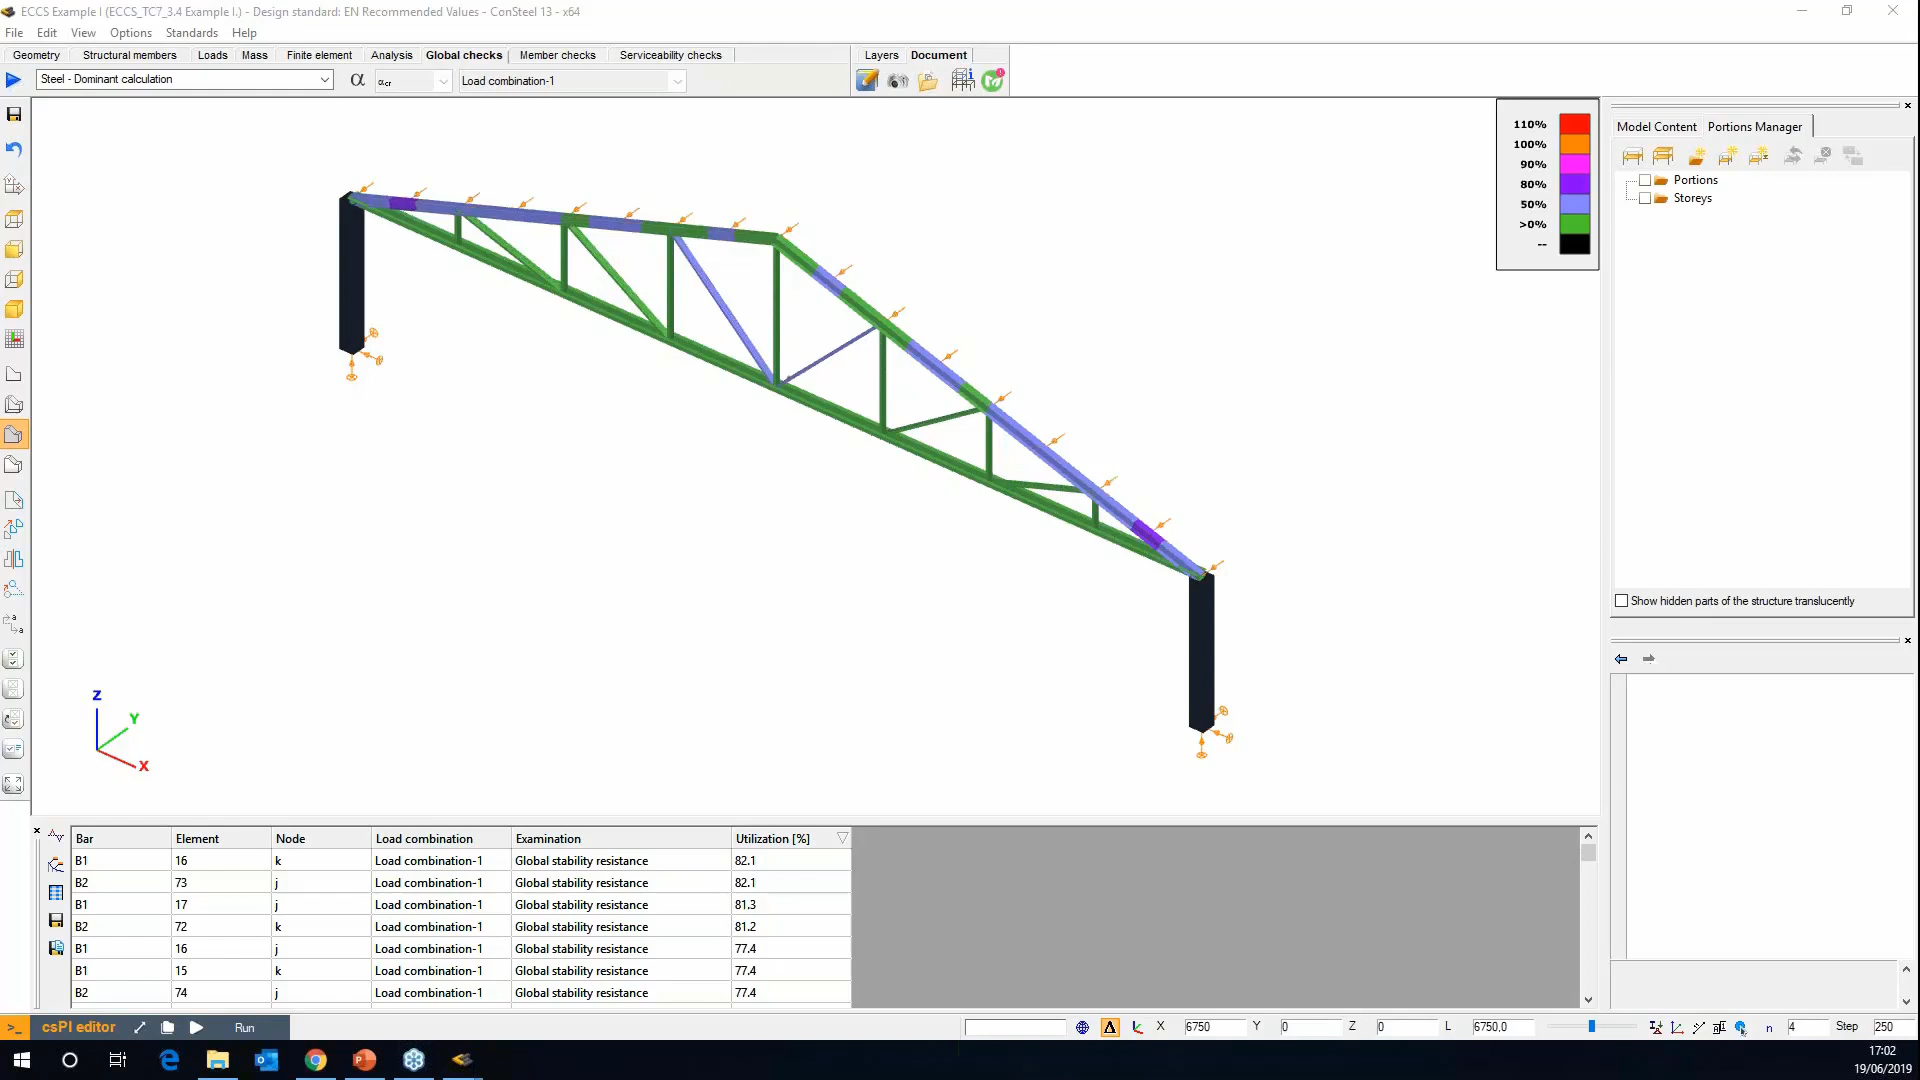 ECCS Example I (ECCS_TC7_3.4 Example I.) - Design standard: EN Recommended Values - ConSteel 13 - x64
File Edit View Options Standards Help
Geometry Structural members Loads Mass Finite element Analysis Global checks Member checks Serviceability checks Layers Document
Steel - Dominant calculation α αcr Load combination-1
110%
100%
90%
80%
50%
>0%
--
Model Content Portions Manager
Portions
Storeys
Show hidden parts of the structure translucently
Z
Y
X
Bar Element Node Load combination Examination Utilization [%]
B1 16 k Load combination-1 Global stability resistance 82.1
B2 73 j Load combination-1 Global stability resistance 82.1
B1 17 j Load combination-1 Global stability resistance 81.3
B2 72 k Load combination-1 Global stability resistance 81.2
B1 16 j Load combination-1 Global stability resistance 77.4
B1 15 k Load combination-1 Global stability resistance 77.4
B2 74 j Load combination-1 Global stability resistance 77.4
>_ csPI editor Run X 6750 Y 0 Z 0 L 6750,0 n 4 Step 250
17:02
19/06/2019